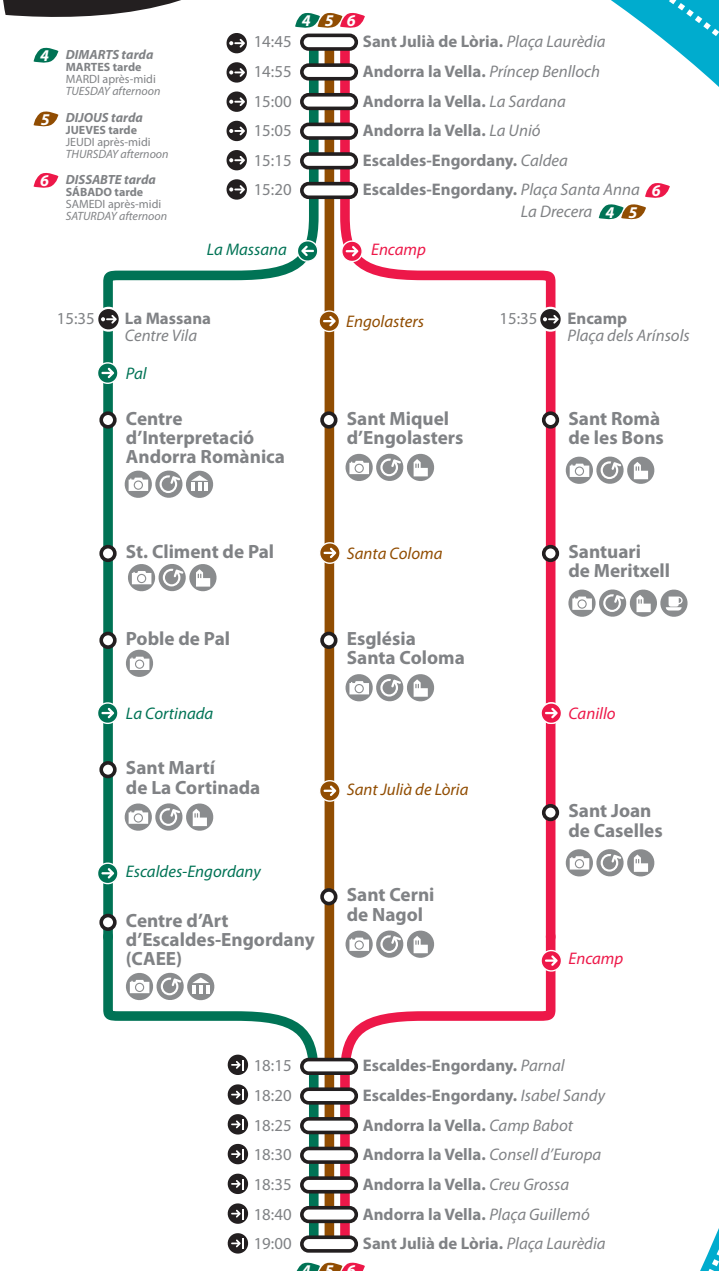 4 5 6
4 DIMARTS tarda
MARTES tarde
MARDI après-midi
TUESDAY afternoon
5 DIJOUS tarda
JUEVES tarde
JEUDI après-midi
THURSDAY afternoon
6 DISSABTE tarda
SÁBADO tarde
SAMEDI après-midi
SATURDAY afternoon
14:45 Sant Julià de Lòria. Plaça Laurèdia
14:55 Andorra la Vella. Príncep Benlloch
15:00 Andorra la Vella. La Sardana
15:05 Andorra la Vella. La Unió
15:15 Escaldes-Engordany. Caldea
15:20 Escaldes-Engordany. Plaça Santa Anna 6
La Drecera 4 5
La Massana
Encamp
15:35 La Massana
Centre Vila
Pal
Centre
d'Interpretació
Andorra Romànica
St. Climent de Pal
Poble de Pal
La Cortinada
Sant Martí
de La Cortinada
Escaldes-Engordany
Centre d'Art
d'Escaldes-Engordany
(CAEE)
Engolasters
Sant Miquel
d'Engolasters
Santa Coloma
Església
Santa Coloma
Sant Julià de Lòria
Sant Cerni
de Nagol
15:35 Encamp
Plaça dels Arínsols
Sant Romà
de les Bons
Santuari
de Meritxell
Canillo
Sant Joan
de Caselles
Encamp
18:15 Escaldes-Engordany. Parnal
18:20 Escaldes-Engordany. Isabel Sandy
18:25 Andorra la Vella. Camp Babot
18:30 Andorra la Vella. Consell d'Europa
18:35 Andorra la Vella. Creu Grossa
18:40 Andorra la Vella. Plaça Guillemó
19:00 Sant Julià de Lòria. Plaça Laurèdia
4 5 6